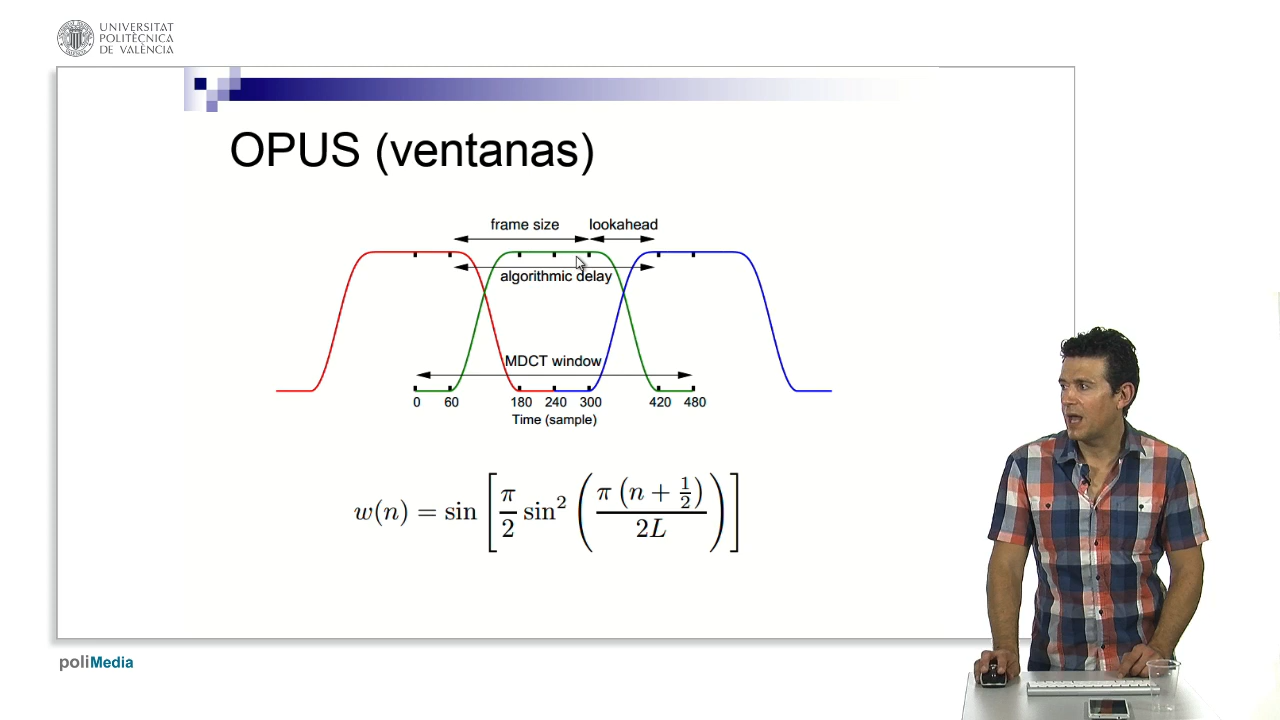 UNIVERSITAT
POLITÈCNICA
DE VALÈNCIA
OPUS (ventanas)
frame size lookahead
algorithmic delay
MDCT window
0 60 180 240 300 420 480
Time (sample)
w(n) = sin [ π/2 sin² ( π (n + 1/2) / 2L ) ]
poliMedia